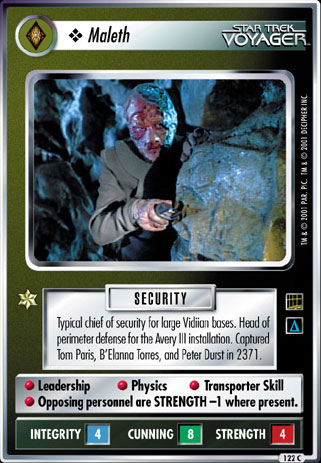 ❖ Maleth
STAR TREK
VOYAGER™
TM & © 2001 PAR. PIC. TM & © 2001 DECIPHER INC.
SECURITY
Typical chief of security for large Vidiian bases. Head of
perimeter defense for the Avery III installation. Captured
Tom Paris, B'Elanna Torres, and Peter Durst in 2371.
● Leadership ● Physics ● Transporter Skill
● Opposing personnel are STRENGTH –1 where present.
INTEGRITY 4 CUNNING 8 STRENGTH 4
122 C